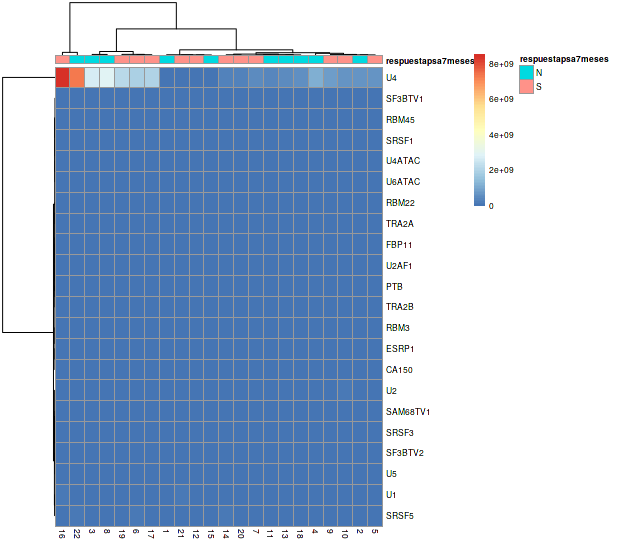 respuestapsa7meses
U4
SF3BTV1
RBM45
SRSF1
U4ATAC
U6ATAC
RBM22
TRA2A
FBP11
U2AF1
PTB
TRA2B
RBM3
ESRP1
CA150
U2
SAM68TV1
SRSF3
SF3BTV2
U5
U1
SRSF5
16 22 3 8 19 6 17 1 21 12 15 14 20 7 11 13 18 4 9 10 2 5
8e+09
6e+09
4e+09
2e+09
0
respuestapsa7meses
N
S